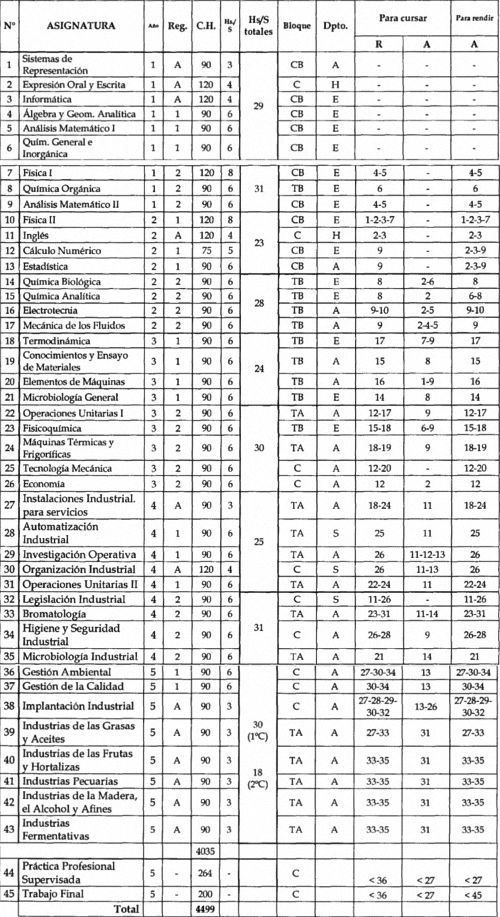 Nº ASIGNATURA Año Reg. C.H. Hs/S Hs/S totales Bloque Dpto. Para cursar Para rendir
R A A
1 Sistemas de Representación 1 A 90 3 29 CB A - - -
2 Expresión Oral y Escrita 1 A 120 4 C H - - -
3 Informática 1 A 120 4 CB E - - -
4 Álgebra y Geom. Analítica 1 1 90 6 CB E - - -
5 Análisis Matemático I 1 1 90 6 CB E - - -
6 Quím. General e Inorgánica 1 1 90 6 CB E - - -
7 Física I 1 2 120 8 31 CB E 4-5 - 4-5
8 Química Orgánica 1 2 90 6 TB E 6 - 6
9 Análisis Matemático II 1 2 90 6 CB E 4-5 - 4-5
10 Física II 2 1 120 8 23 CB E 1-2-3-7 - 1-2-3-7
11 Inglés 2 A 120 4 C H 2-3 - 2-3
12 Cálculo Numérico 2 1 75 5 CB E 9 - 2-3-9
13 Estadística 2 1 90 6 CB A 9 - 2-3-9
14 Química Biológica 2 2 90 6 28 TB E 8 2-6 8
15 Química Analítica 2 2 90 6 TB E 8 2 6-8
16 Electrotecnia 2 2 90 6 TB A 9-10 2-5 9-10
17 Mecánica de los Fluidos 2 2 90 6 TB A 9 2-4-5 9
18 Termodinámica 3 1 90 6 24 TB E 17 7-9 17
19 Conocimientos y Ensayo de Materiales 3 1 90 6 TB A 15 8 15
20 Elementos de Máquinas 3 1 90 6 TB A 16 1-9 16
21 Microbiología General 3 1 90 6 TB E 14 8 14
22 Operaciones Unitarias I 3 2 90 6 30 TA A 12-17 9 12-17
23 Fisicoquímica 3 2 90 6 TB E 15-18 6-9 15-18
24 Máquinas Térmicas y Frigoríficas 3 2 90 6 TA A 18-19 9 18-19
25 Tecnología Mecánica 3 2 90 6 C A 12-20 - 12-20
26 Economía 3 2 90 6 C A 12 2 12
27 Instalaciones Industrial. para servicios 4 A 90 3 25 TA A 18-24 11 18-24
28 Automatización Industrial 4 1 90 6 TA S 25 11 25
29 Investigación Operativa 4 1 90 6 TA A 26 11-12-13 26
30 Organización Industrial 4 A 120 4 C S 26 11-13 26
31 Operaciones Unitarias II 4 1 90 6 TA A 22-24 11 22-24
32 Legislación Industrial 4 2 90 6 31 C S 11-26 - 11-26
33 Bromatología 4 2 90 6 TA A 23-31 11-14 23-31
34 Higiene y Seguridad Industrial 4 2 90 6 C A 26-28 9 26-28
35 Microbiología Industrial 4 2 90 6 TA A 21 14 21
36 Gestión Ambiental 5 1 90 6 30 (1ºC) 18 (2ºC) C A 27-30-34 13 27-30-34
37 Gestión de la Calidad 5 1 90 6 C A 30-34 13 30-34
38 Implantación Industrial 5 A 90 3 C A 27-28-29-30-32 13-26 27-28-29-30-32
39 Industrias de las Grasas y Aceites 5 A 90 3 TA A 27-33 31 27-33
40 Industrias de las Frutas y Hortalizas 5 A 90 3 TA A 33-35 31 33-35
41 Industrias Pecuarias 5 A 90 3 TA A 33-35 31 33-35
42 Industrias de la Madera, el Alcohol y Afines 5 A 90 3 TA A 33-35 31 33-35
43 Industrias Fermentativas 5 A 90 3 TA A 33-35 31 33-35
4035
44 Práctica Profesional Supervisada 5 - 264 - C < 36 < 27 < 27
45 Trabajo Final 5 - 200 - C < 36 < 27 < 45
Total 4499